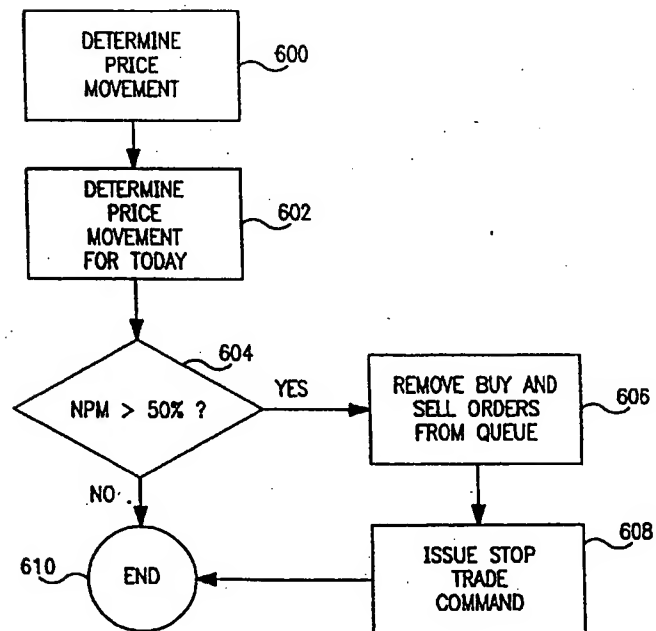 DETERMINE
PRICE
MOVEMENT
600
DETERMINE
PRICE
MOVEMENT
FOR TODAY
602
604
NPM > 50% ?
YES
REMOVE BUY AND
SELL ORDERS
FROM QUEUE
606
NO
610
END
ISSUE STOP
TRADE
COMMAND
608